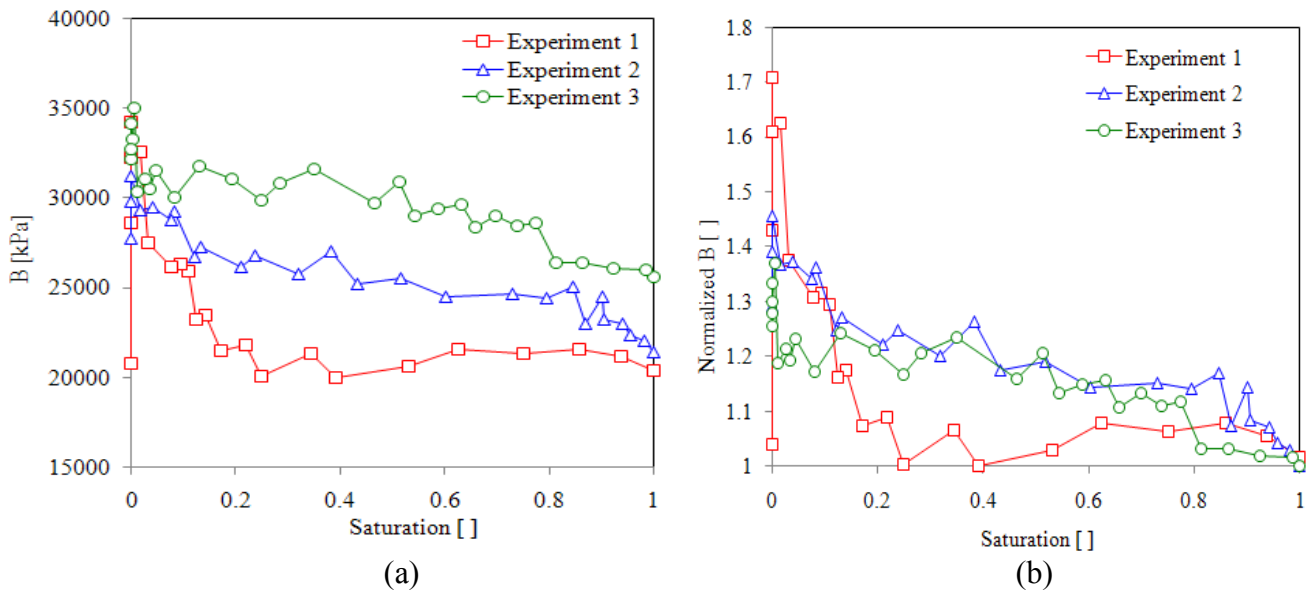 40000
35000
30000
25000
20000
15000
B [kPa]
0
0.2
0.4
0.6
0.8
1
Saturation [ ]
Experiment 1
Experiment 2
Experiment 3
(a)
1.8
1.7
1.6
1.5
1.4
1.3
1.2
1.1
1
Normalized B [ ]
0
0.2
0.4
0.6
0.8
1
Saturation [ ]
Experiment 1
Experiment 2
Experiment 3
(b)